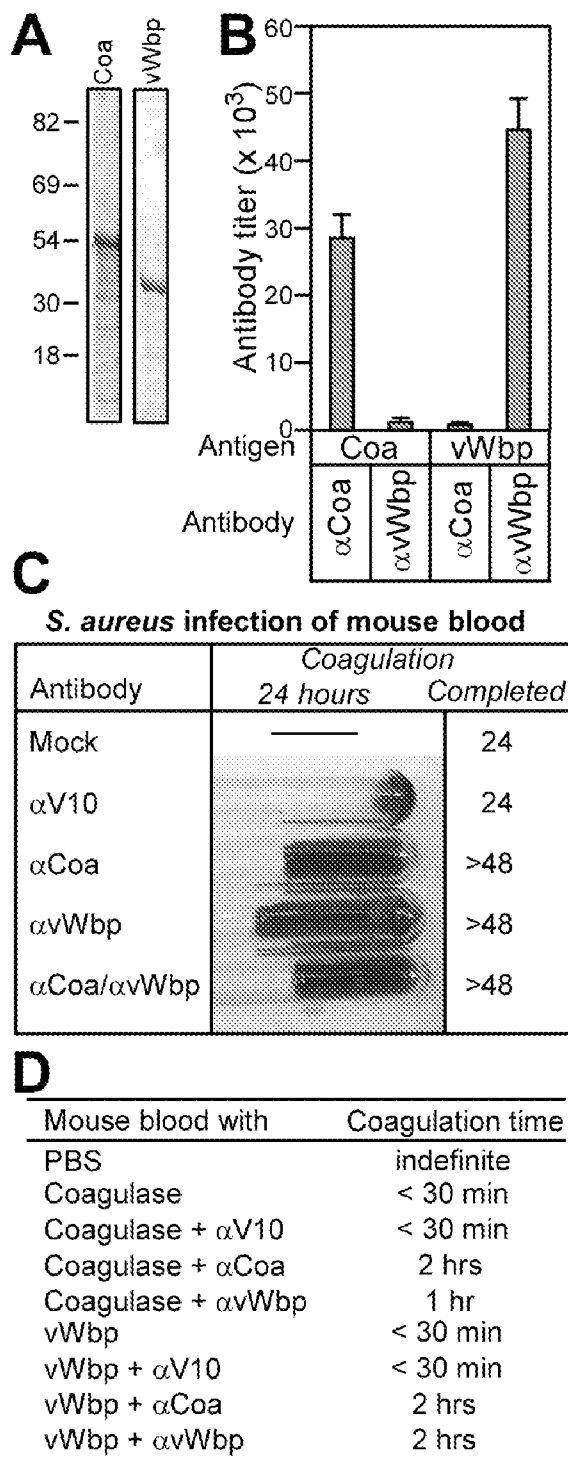 A
Coa
vWbp
82
69
54
30
18
B
Antibody titer (x 10³)
60
50
40
30
20
10
0
Antigen Coa vWbp
Antibody αCoa αvWbp αCoa αvWbp
C
S. aureus infection of mouse blood
Antibody Coagulation
24 hours Completed
Mock 24
αV10 24
αCoa >48
αvWbp >48
αCoa/αvWbp >48
D
Mouse blood with Coagulation time
PBS indefinite
Coagulase < 30 min
Coagulase + αV10 < 30 min
Coagulase + αCoa 2 hrs
Coagulase + αvWbp 1 hr
vWbp < 30 min
vWbp + αV10 < 30 min
vWbp + αCoa 2 hrs
vWbp + αvWbp 2 hrs